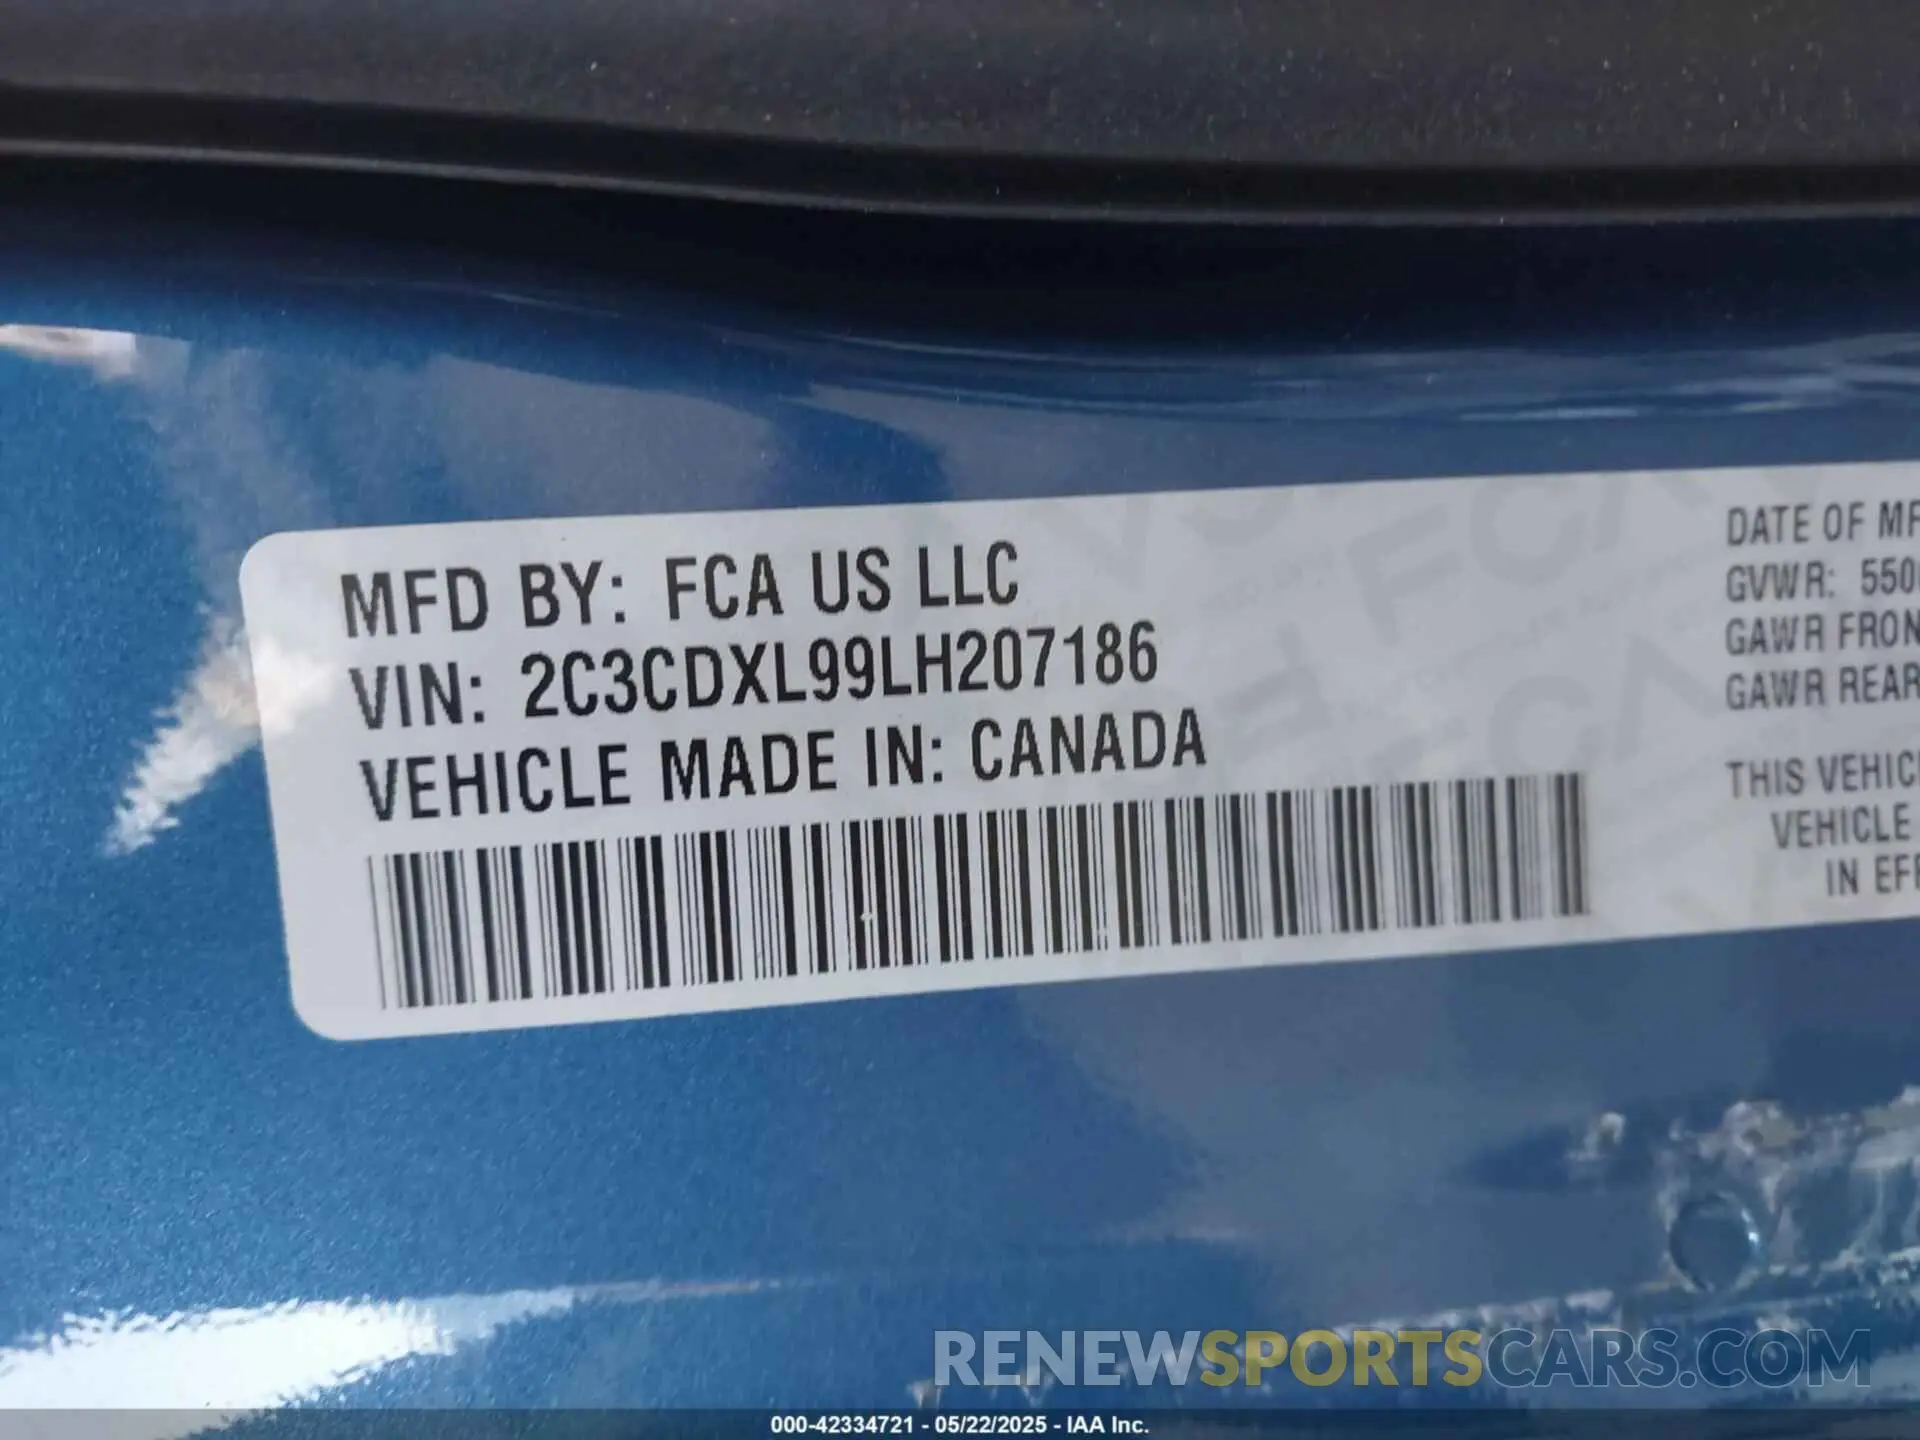 MFD BY: FCA US LLC
VIN: 2C3CDXL99LH207186
VEHICLE MADE IN: CANADA
DATE OF MF
GVWR: 550
GAWR FRON
GAWR REAR
THIS VEHIC
VEHICLE
IN EFF
RENEWSPORTSCARS.COM
000-42334721 - 05/22/2025 - IAA Inc.